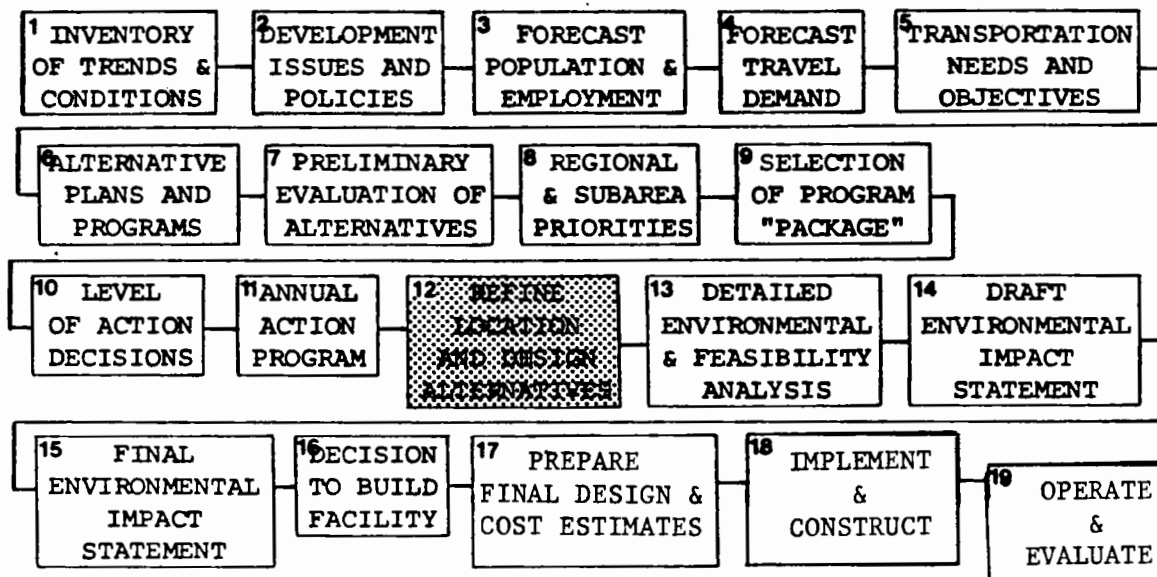 1 INVENTORY
OF TRENDS &
CONDITIONS
2 DEVELOPMENT
ISSUES AND
POLICIES
3 FORECAST
POPULATION &
EMPLOYMENT
4 FORECAST
TRAVEL
DEMAND
5 TRANSPORTATION
NEEDS AND
OBJECTIVES
6 ALTERNATIVE
PLANS AND
PROGRAMS
7 PRELIMINARY
EVALUATION OF
ALTERNATIVES
8 REGIONAL
& SUBAREA
PRIORITIES
9 SELECTION
OF PROGRAM
"PACKAGE"
10 LEVEL
OF ACTION
DECISIONS
11 ANNUAL
ACTION
PROGRAM
12 REFINE
LOCATION
AND DESIGN
ALTERNATIVES
13 DETAILED
ENVIRONMENTAL
& FEASIBILITY
ANALYSIS
14 DRAFT
ENVIRONMENTAL
IMPACT
STATEMENT
15 FINAL
ENVIRONMENTAL
IMPACT
STATEMENT
16 DECISION
TO BUILD
FACILITY
17 PREPARE
FINAL DESIGN &
COST ESTIMATES
18 IMPLEMENT
&
CONSTRUCT
19 OPERATE
&
EVALUATE